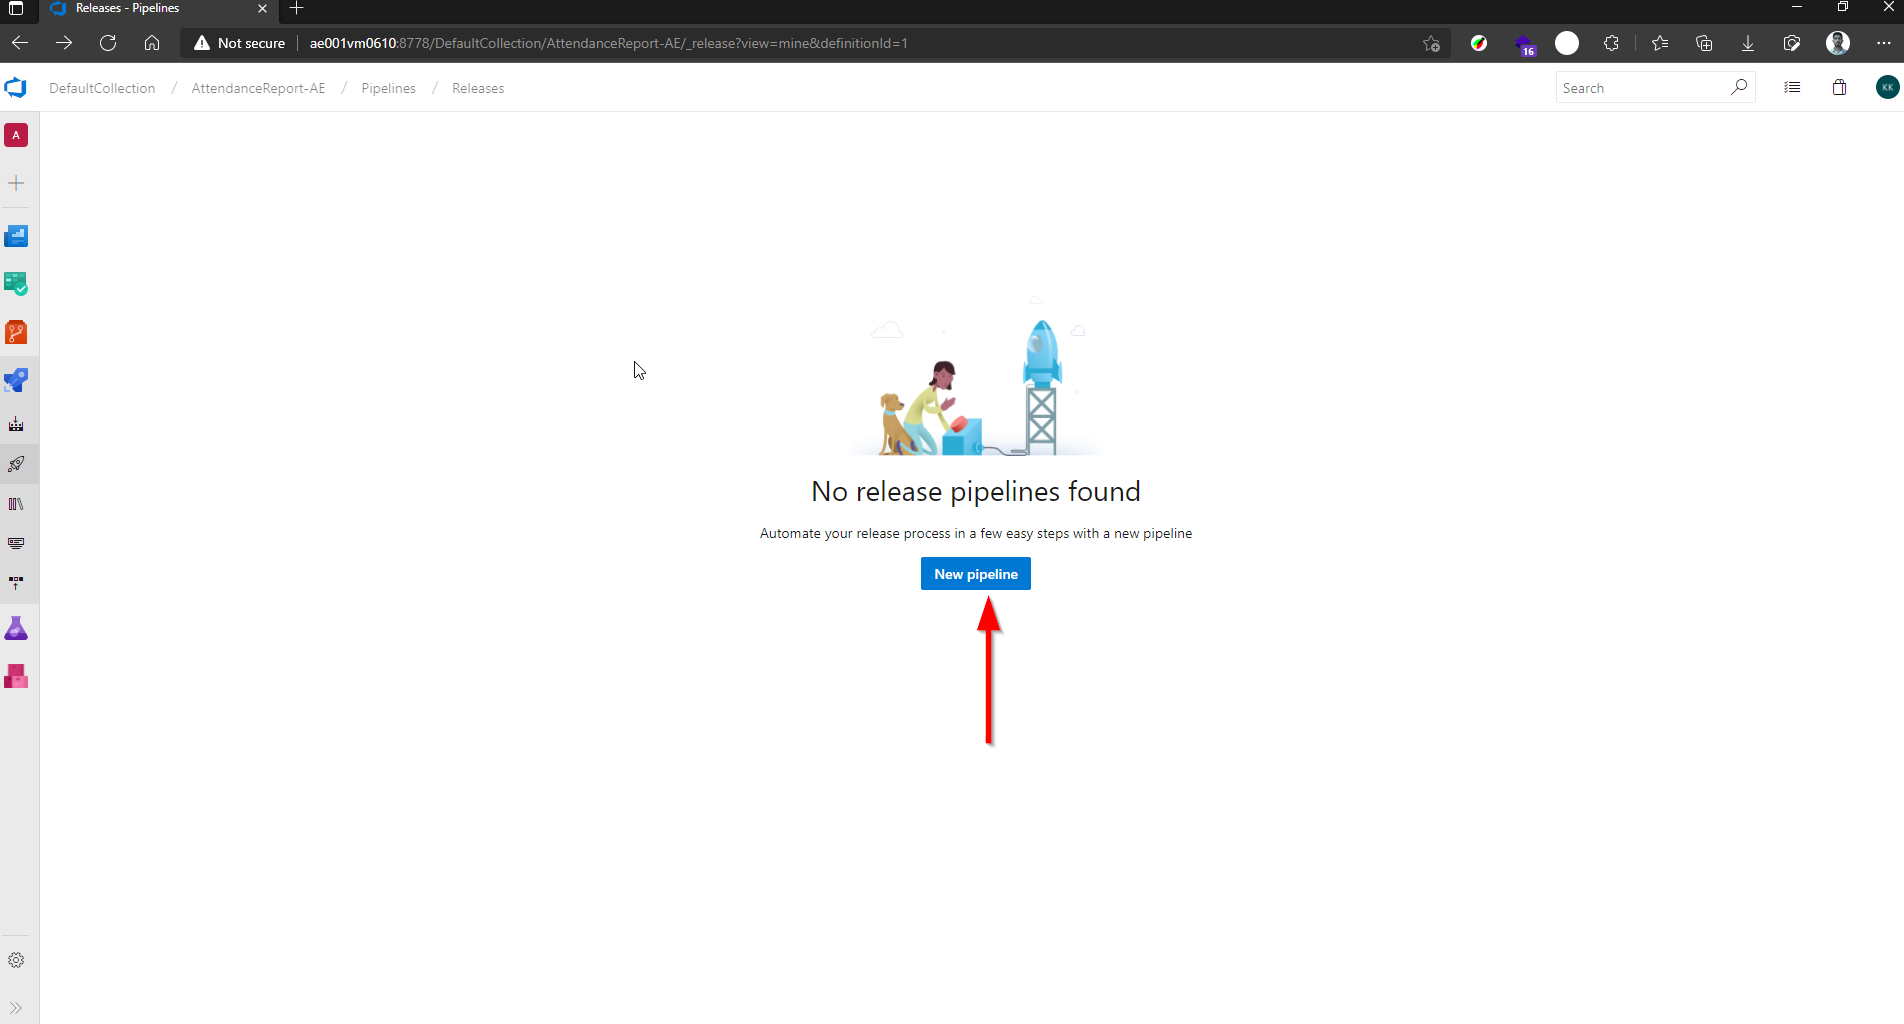 Releases - Pipelines
Not secure ae001vm0610:8778/DefaultCollection/AttendanceReport-AE/_release?view=mine&definitionId=1
16
DefaultCollection / AttendanceReport-AE / Pipelines / Releases
Search
KK
A
No release pipelines found
Automate your release process in a few easy steps with a new pipeline
New pipeline